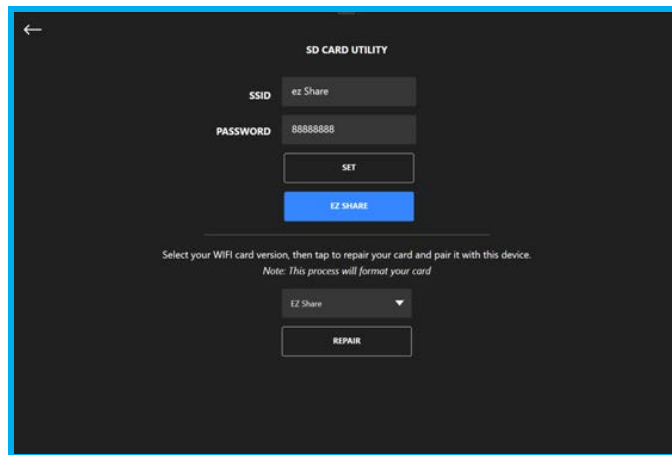 SD CARD UTILITY
SSID ez Share
PASSWORD 88888888
SET
EZ SHARE
Select your WIFI card version, then tap to repair your card and pair it with this device.
Note: This process will format your card
EZ Share
REPAIR